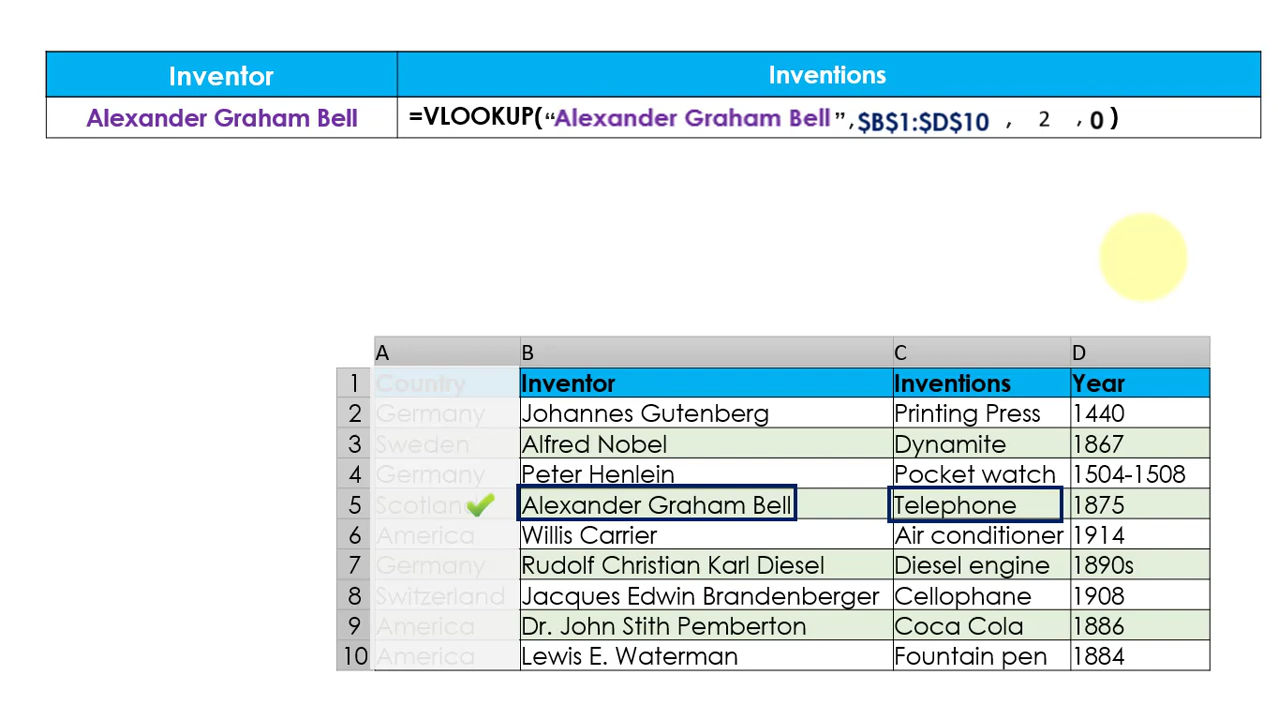 Inventor Inventions
Alexander Graham Bell =VLOOKUP(“Alexander Graham Bell”,$B$1:$D$10 , 2 ,0)
A B C D
1 Country Inventor Inventions Year
2 Germany Johannes Gutenberg Printing Press 1440
3 Sweden Alfred Nobel Dynamite 1867
4 Germany Peter Henlein Pocket watch 1504-1508
5 Scotland Alexander Graham Bell Telephone 1875
6 America Willis Carrier Air conditioner 1914
7 Germany Rudolf Christian Karl Diesel Diesel engine 1890s
8 Switzerland Jacques Edwin Brandenberger Cellophane 1908
9 America Dr. John Stith Pemberton Coca Cola 1886
10 America Lewis E. Waterman Fountain pen 1884